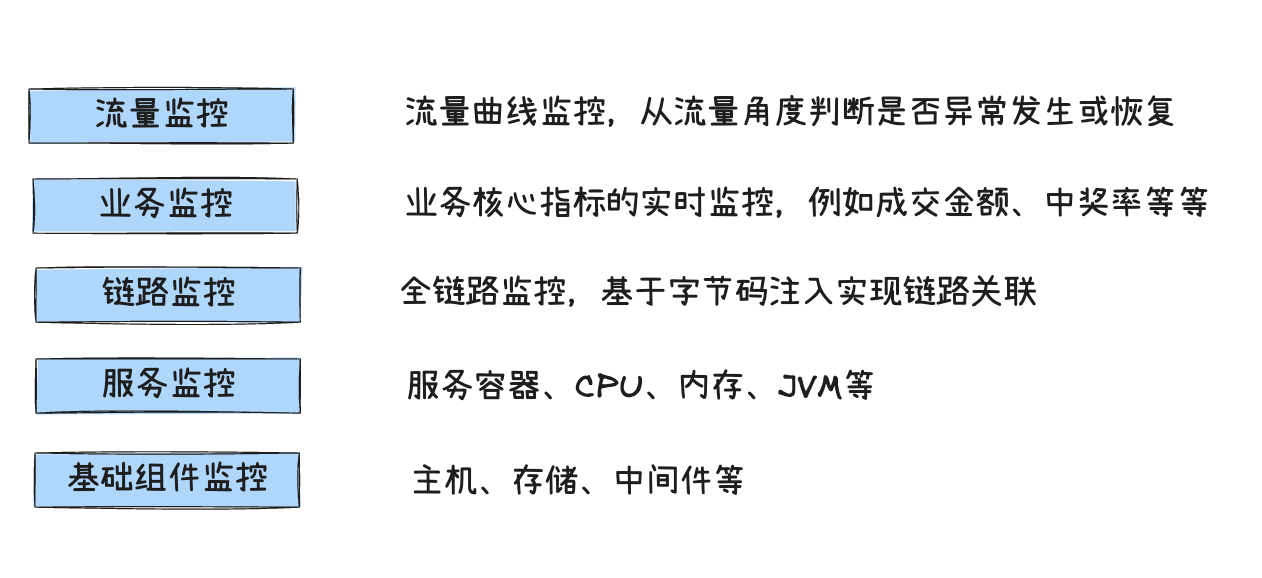 流量监控
流量曲线监控，从流量角度判断是否异常发生或恢复
业务监控
业务核心指标的实时监控，例如成交金额、中奖率等等
链路监控
全链路监控，基于字节码注入实现链路关联
服务监控
服务容器、CPU、内存、JVM等
基础组件监控
主机、存储、中间件等